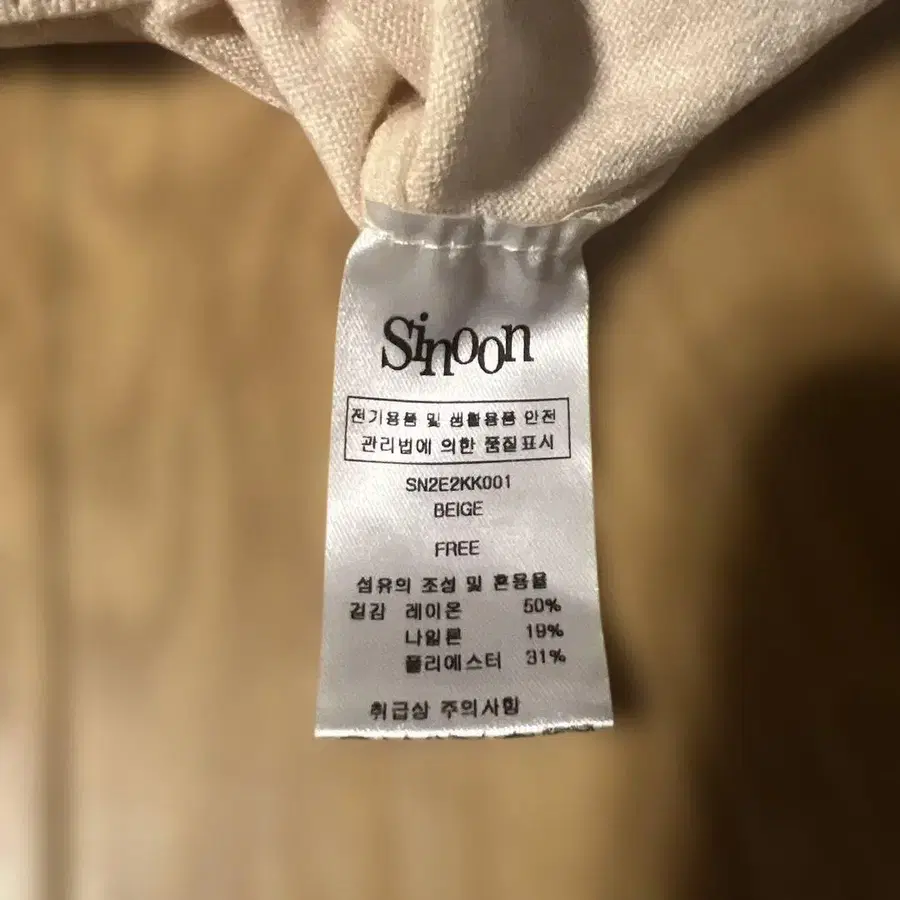 Sinoon
전기용품 및 생활용품 안전
관리법에 의한 품질표시
SN2E2KK001
BEIGE
FREE
섬유의 조성 및 혼용율
겉감 레이온 50%
나일론 19%
폴리에스터 31%
취급상 주의사항